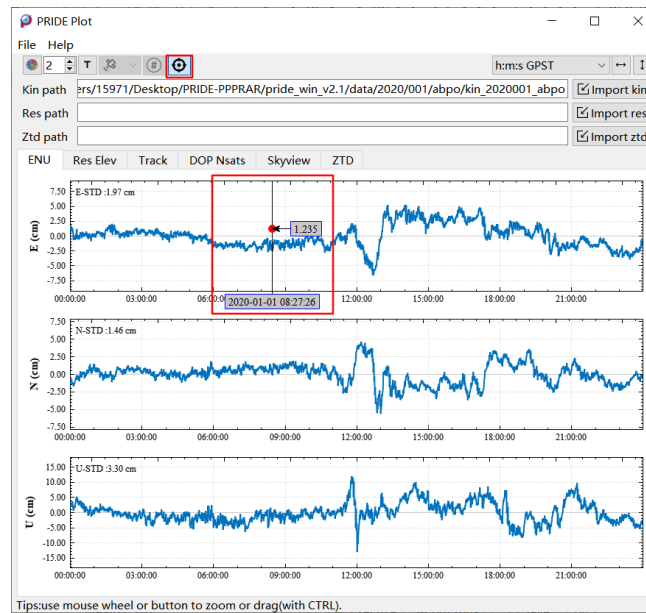 PRIDE Plot
File Help
2 T # h:m:s GPST
Kin path ers/15971/Desktop/PRIDE-PPPRAR/pride_win_v2.1/data/2020/001/abpo/kin_2020001_abpo Import kin
Res path Import res
Ztd path Import ztd
ENU Res Elev Track DOP Nsats Skyview ZTD
E (cm)
7.50
5.00
2.50
0.00
-2.50
-5.00
-7.50
E-STD :1.97 cm
1.235
00:00:00 03:00:00 06:00:00 12:00:00 15:00:00 18:00:00 21:00:00
2020-01-01 08:27:26
N (cm)
7.50
5.00
2.50
0.00
-2.50
-5.00
-7.50
N-STD :1.46 cm
00:00:00 03:00:00 06:00:00 09:00:00 12:00:00 15:00:00 18:00:00 21:00:00
U (cm)
15.00
10.00
5.00
0.00
-5.00
-10.00
-15.00
U-STD :3.30 cm
00:00:00 03:00:00 06:00:00 09:00:00 12:00:00 15:00:00 18:00:00 21:00:00
Tips:use mouse wheel or button to zoom or drag(with CTRL).